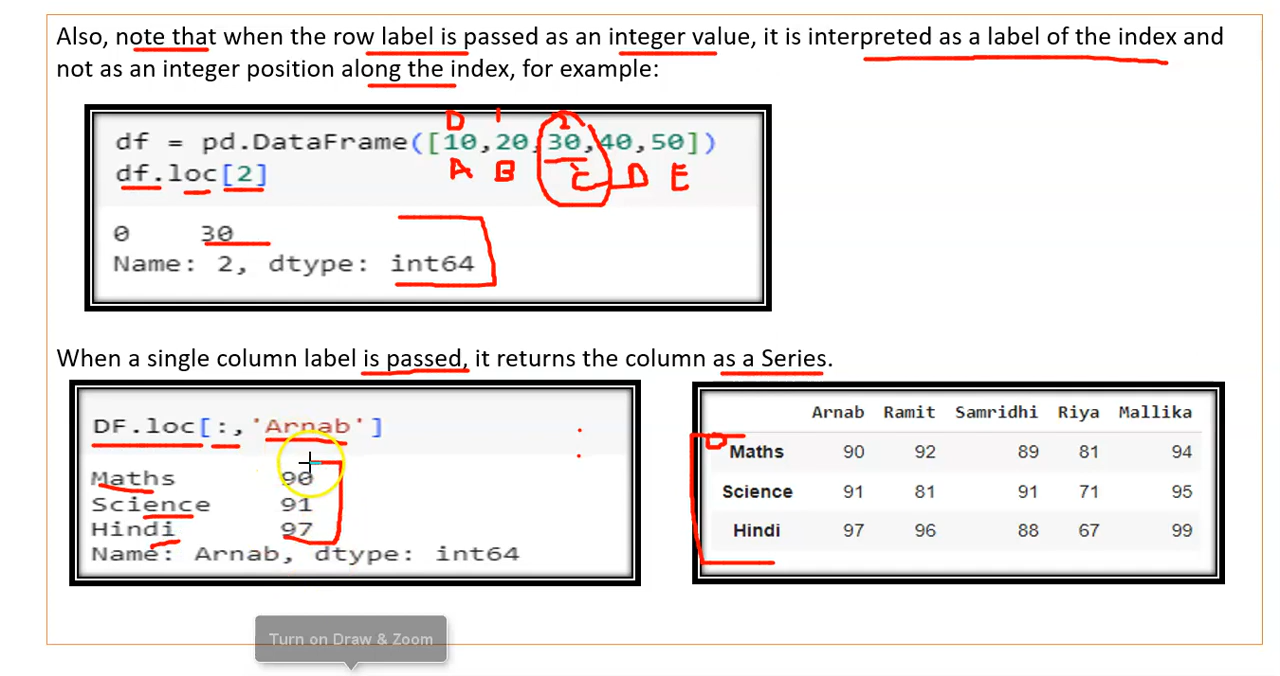 Also, note that when the row label is passed as an integer value, it is interpreted as a label of the index and
not as an integer position along the index, for example:
D 1 2
df = pd.DataFrame([10,20,30,40,50])
A B C D E
df.loc[2]
0 30
Name: 2, dtype: int64
When a single column label is passed, it returns the column as a Series.
DF.loc[:,'Arnab']
Maths 90
Science 91
Hindi 97
Name: Arnab, dtype: int64
Arnab Ramit Samridhi Riya Mallika
Maths 90 92 89 81 94
Science 91 81 91 71 95
Hindi 97 96 88 67 99
Turn on Draw & Zoom